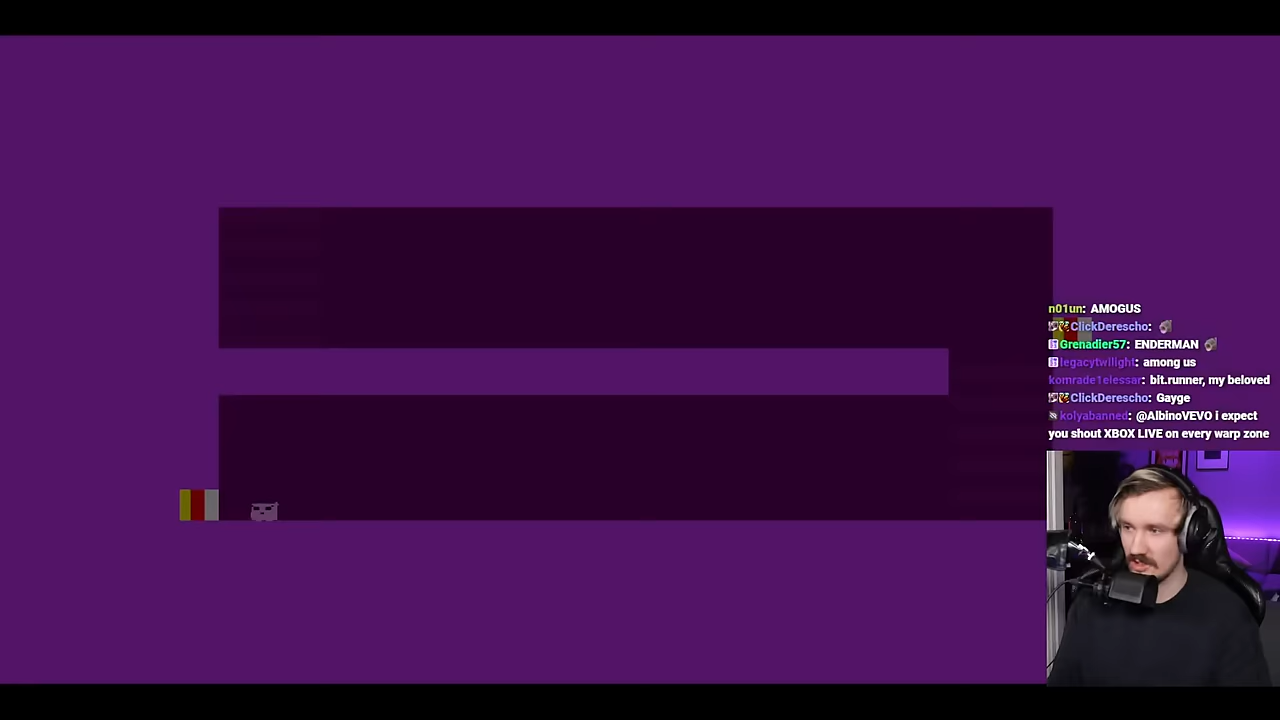 n01un: AMOGUS
ClickDerescho:
Grenadier57: ENDERMAN
legacytwilight: among us
komrade1elessar: bit.runner, my beloved
ClickDerescho: Gayge
kolyabanned: @AlbinoVEVO i expect
you shout XBOX LIVE on every warp zone